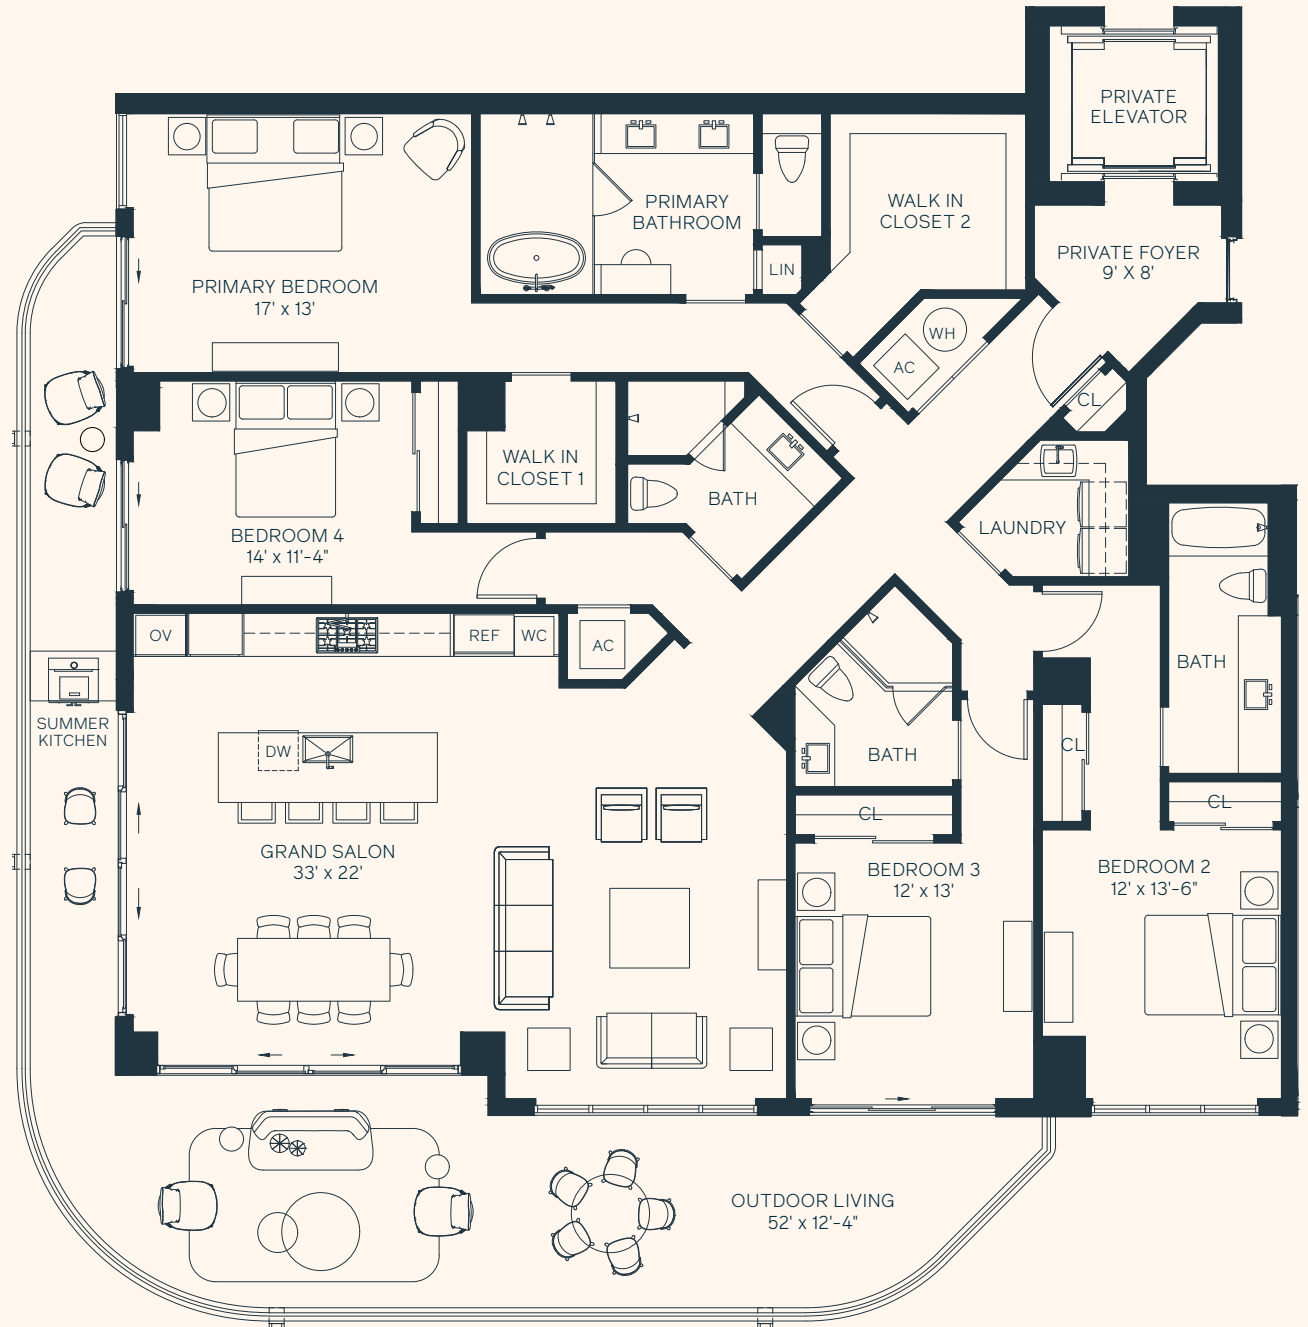 PRIVATE
ELEVATOR
PRIMARY
BATHROOM
WALK IN
CLOSET 2
PRIVATE FOYER
9' X 8'
LIN
PRIMARY BEDROOM
17' x 13'
WH
AC
CL
WALK IN
CLOSET 1
BATH
LAUNDRY
BEDROOM 4
14' x 11'-4"
OV
REF
WC
AC
BATH
SUMMER
KITCHEN
DW
BATH
CL
CL
CL
GRAND SALON
33' x 22'
BEDROOM 3
12' x 13'
BEDROOM 2
12' x 13'-6"
OUTDOOR LIVING
52' x 12'-4"